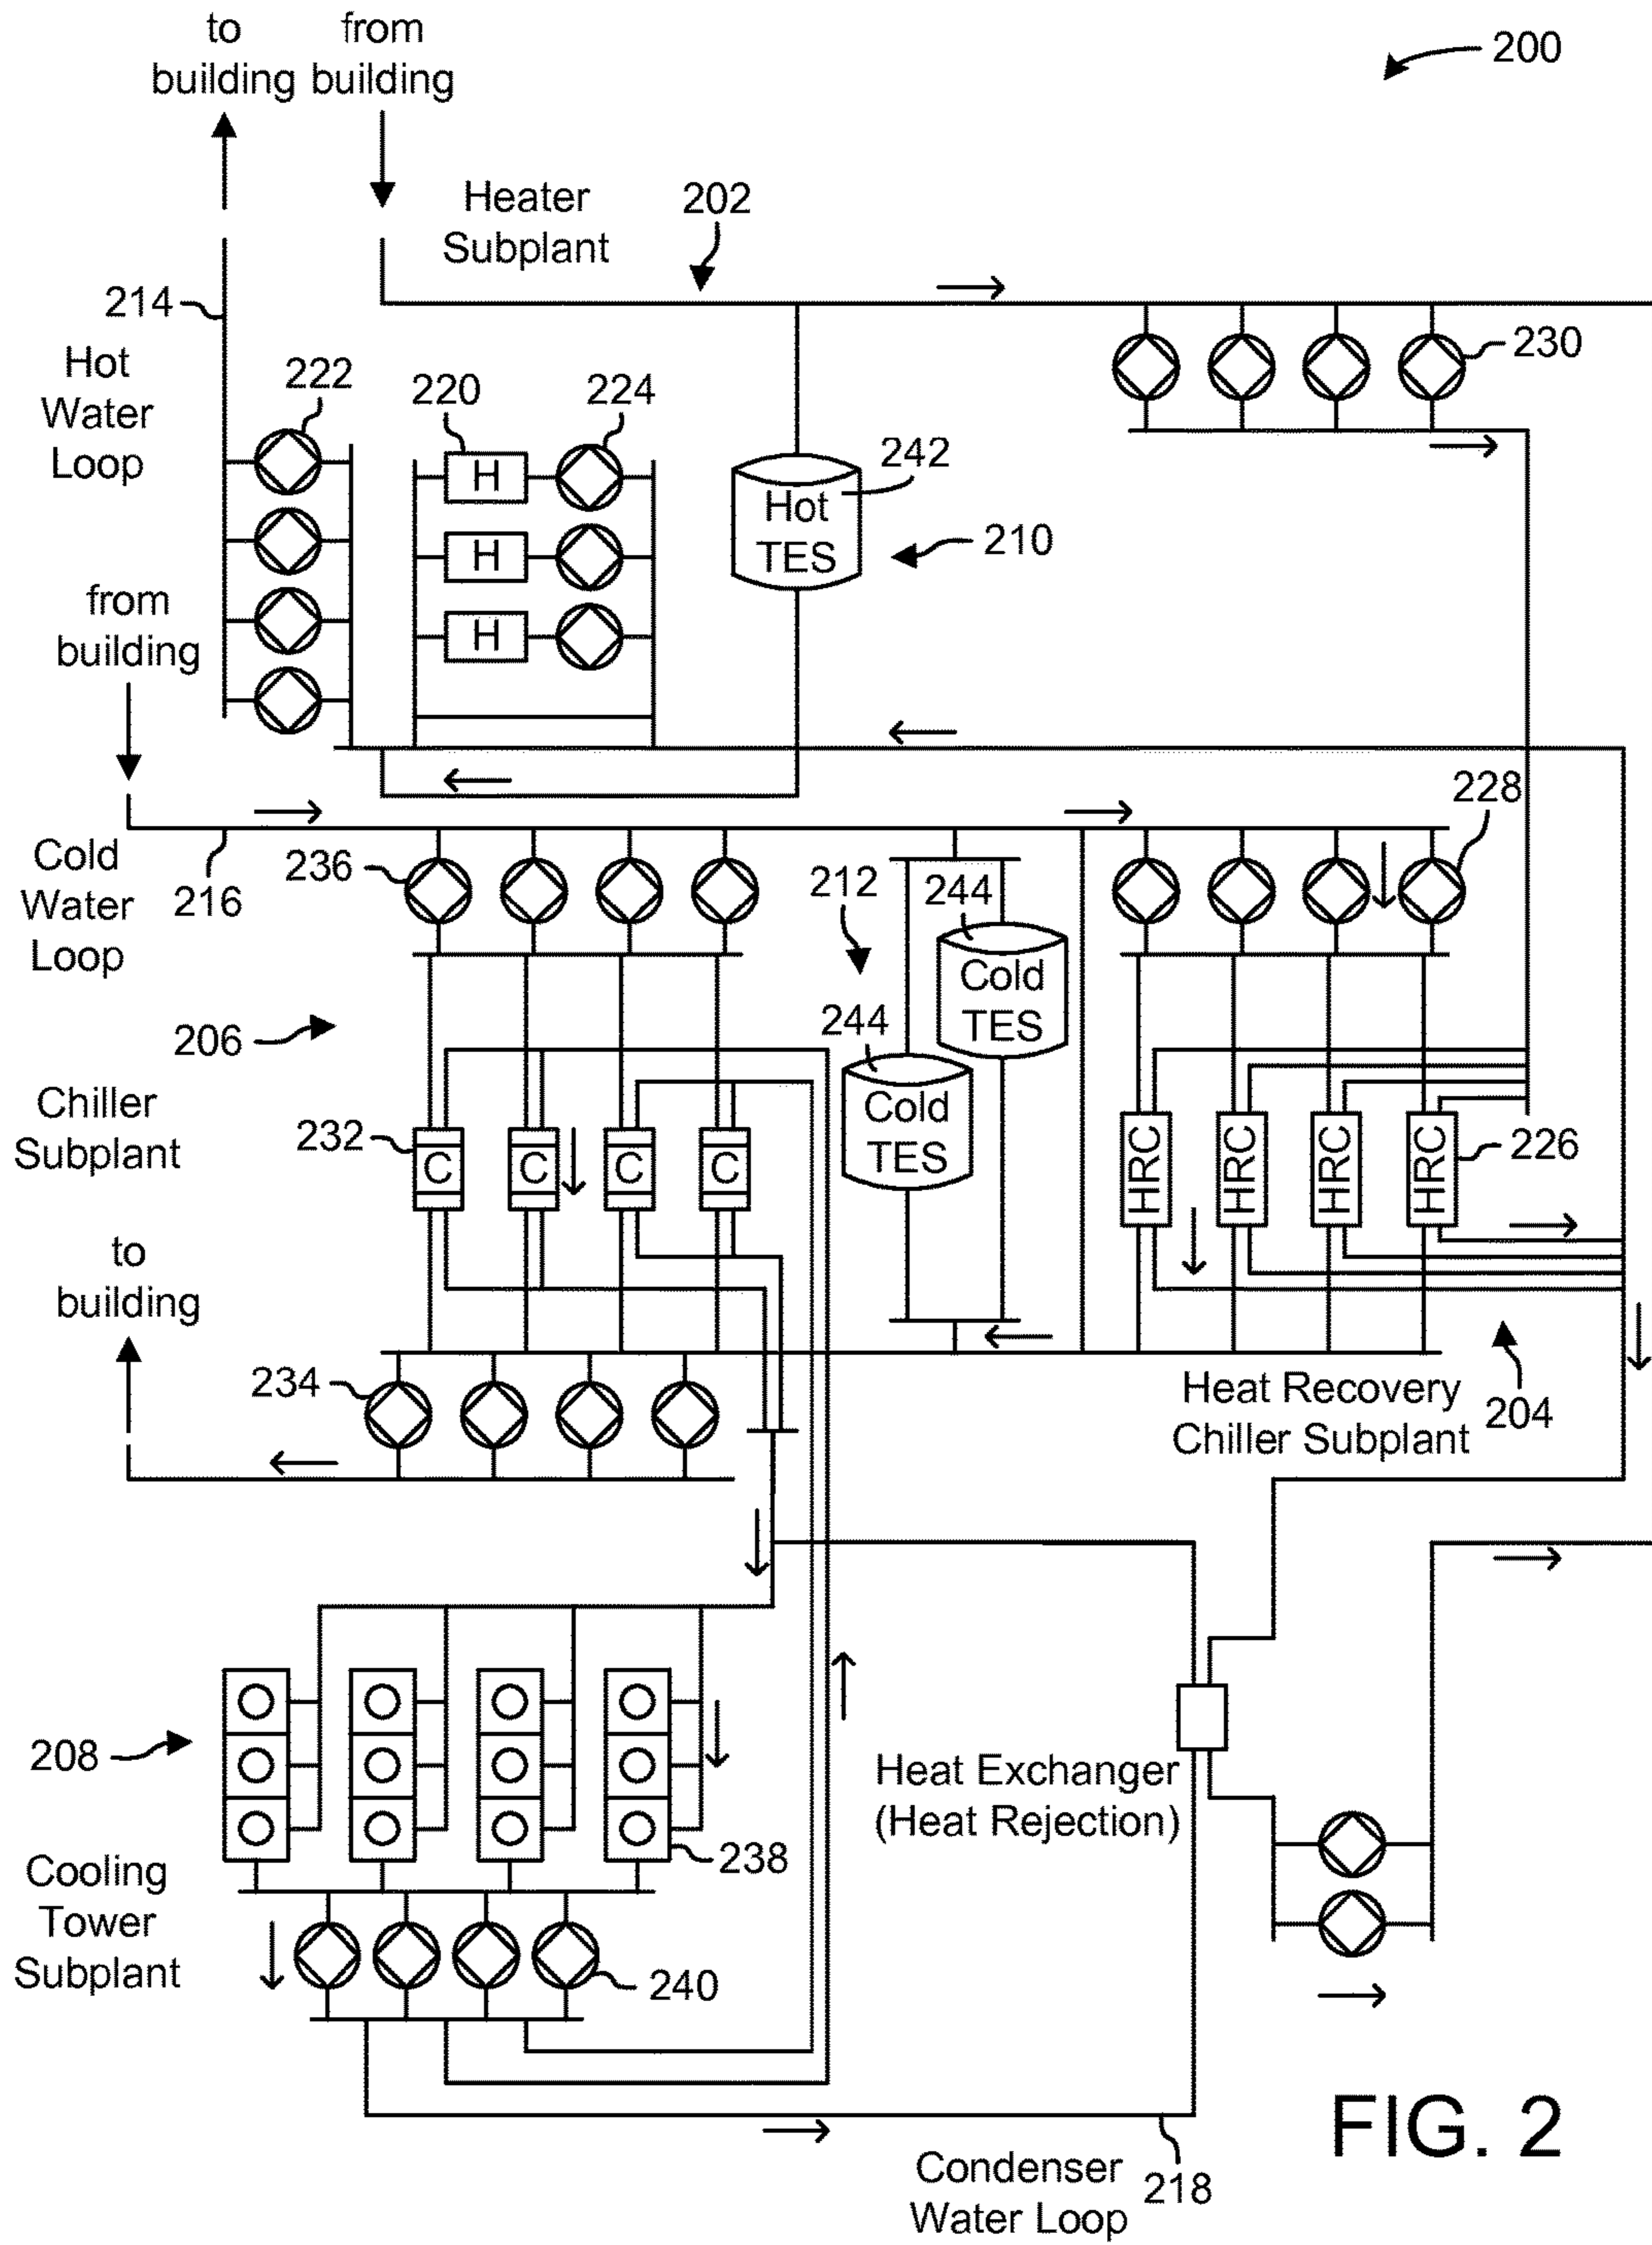 to
building
from
building
200
Heater
Subplant
202
214
Hot
Water
Loop
222
220
224
230
H
H
H
242
Hot
TES
210
from
building
228
Cold
Water
Loop
216
236
212
244
Cold
TES
244
Cold
TES
206
Chiller
Subplant
232
C
C
C
C
HRC
HRC
HRC
HRC
226
to
building
234
Heat Recovery
Chiller Subplant
204
208
Heat Exchanger
(Heat Rejection)
238
Cooling
Tower
Subplant
240
Condenser
Water Loop
218
FIG. 2